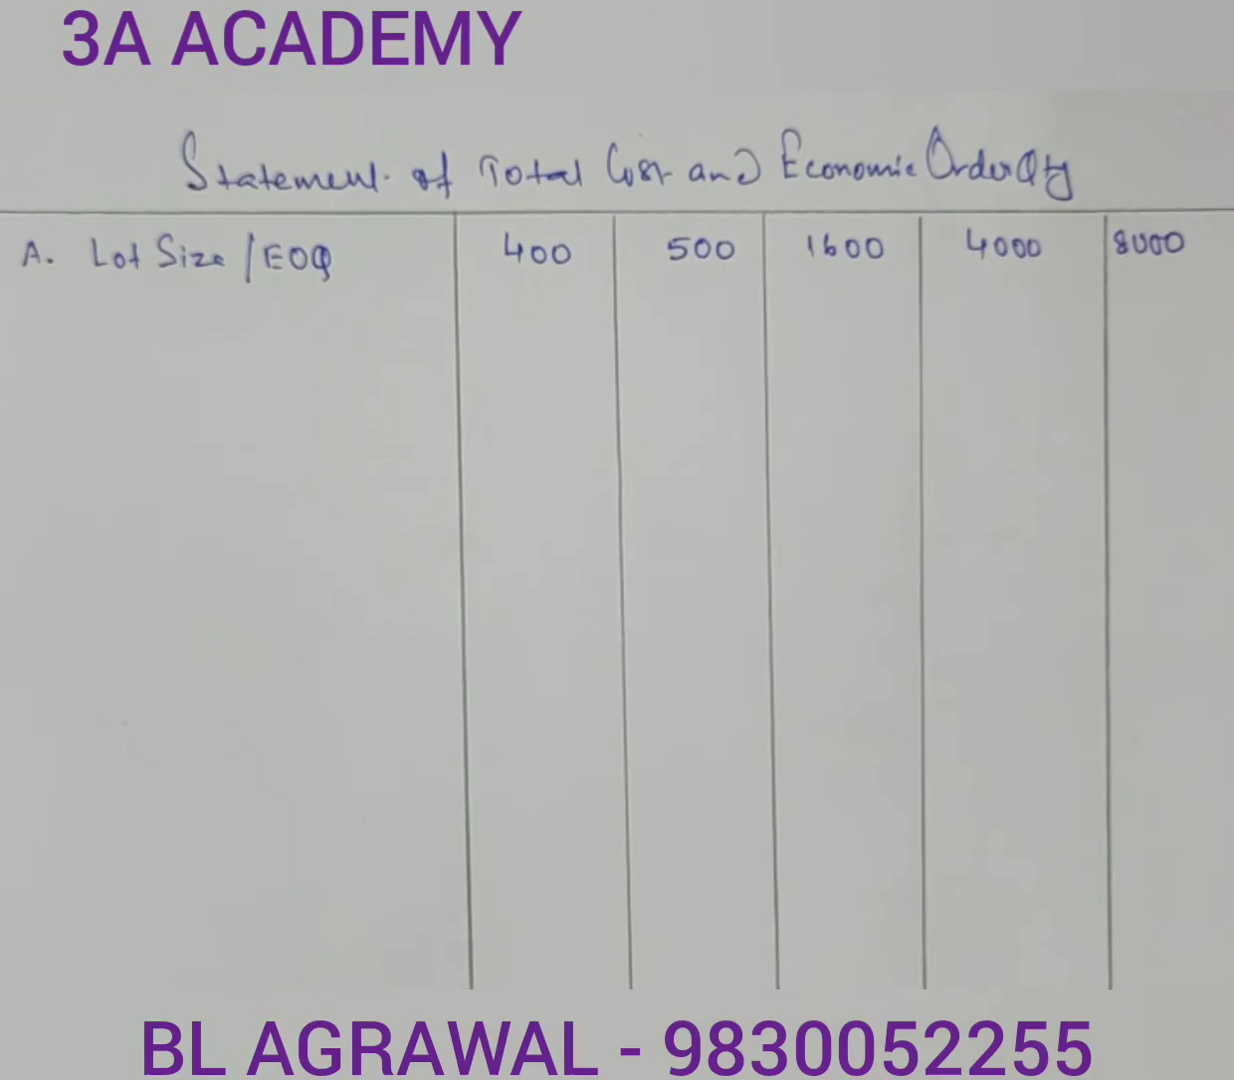 3A ACADEMY
Statement of Total Cost and Economic Order Qty
A. Lot Size / EOQ 400 500 1600 4000 8000
BL AGRAWAL - 9830052255